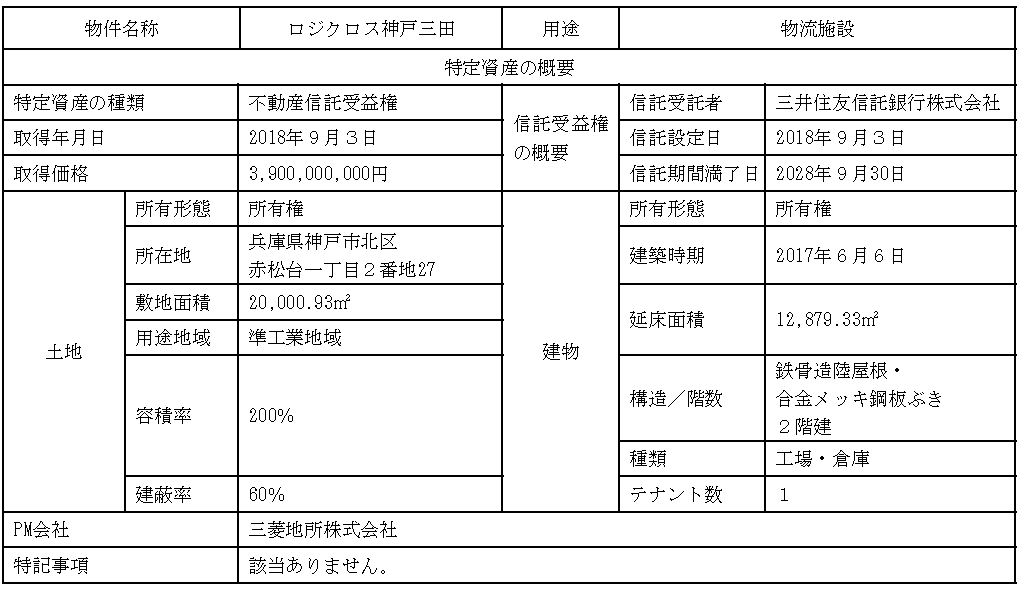 物件名称 ロジクロス神戸三田 用途 物流施設
特定資産の概要
特定資産の種類 不動産信託受益権 信託受益権の概要 信託受託者 三井住友信託銀行株式会社
取得年月日 2018年９月３日 信託設定日 2018年９月３日
取得価格 3,900,000,000円 信託期間満了日 2028年９月30日
土地 所有形態 所有権 建物 所有形態 所有権
所在地 兵庫県神戸市北区
赤松台一丁目２番地27 建築時期 2017年６月６日
敷地面積 20,000.93㎡ 延床面積 12,879.33㎡
用途地域 準工業地域
容積率 200% 構造／階数 鉄骨造陸屋根・
合金メッキ鋼板ぶき
２階建
種類 工場・倉庫
建蔽率 60% テナント数 １
PM会社 三菱地所株式会社
特記事項 該当ありません。